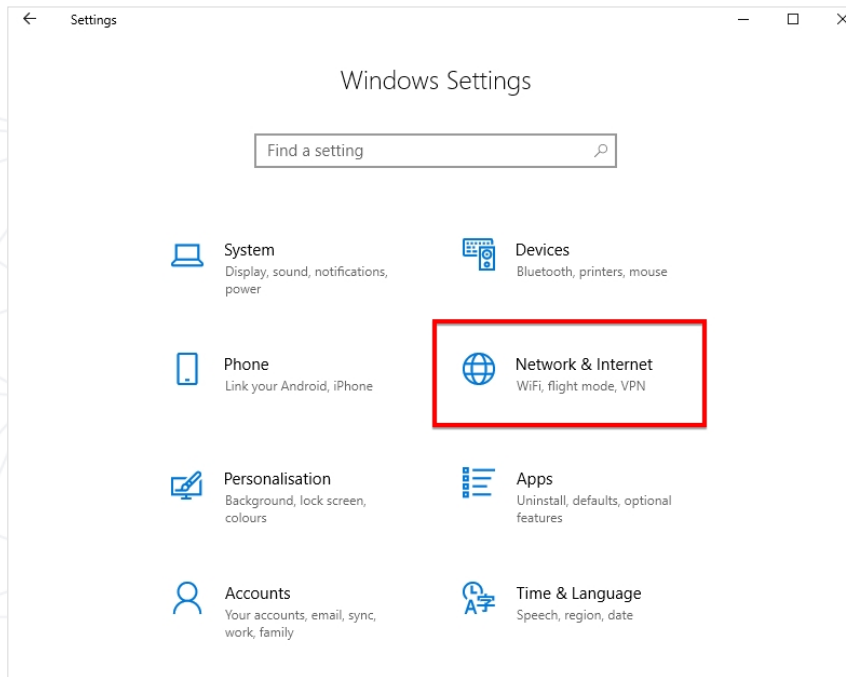 Settings
Windows Settings
Find a setting
System
Display, sound, notifications,
power
Devices
Bluetooth, printers, mouse
Phone
Link your Android, iPhone
Network & Internet
WiFi, flight mode, VPN
Personalisation
Background, lock screen,
colours
Apps
Uninstall, defaults, optional
features
Accounts
Your accounts, email, sync,
work, family
Time & Language
Speech, region, date